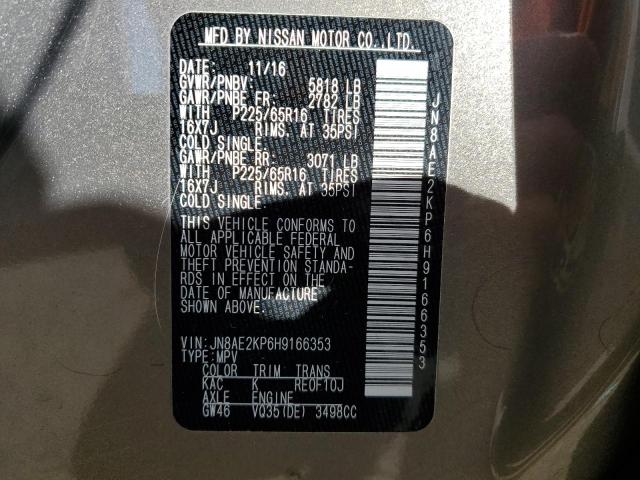 MFD BY NISSAN MOTOR CO.,LTD.
DATE: 11/16
GVWR/PNBV: 5818 LB
GAWR/PNBE FR: 2782 LB
WITH P225/65R16 TIRES
16X7J RIMS, AT 35PSI
COLD SINGLE.
GAWR/PNBE RR: 3071 LB
WITH P225/65R16 TIRES
16X7J RIMS, AT 35PSI
COLD SINGLE.
THIS VEHICLE CONFORMS TO
ALL APPLICABLE FEDERAL
MOTOR VEHICLE SAFETY AND
THEFT PREVENTION STANDA-
RDS IN EFFECT ON THE
DATE OF MANUFACTURE
SHOWN ABOVE.
VIN:JN8AE2KP6H9166353
TYPE:MPV
COLOR TRIM TRANS
KAC K RE0F10J
AXLE ENGINE
GW46 VQ35(DE) 3498CC
JN8AE2KP6H9166353